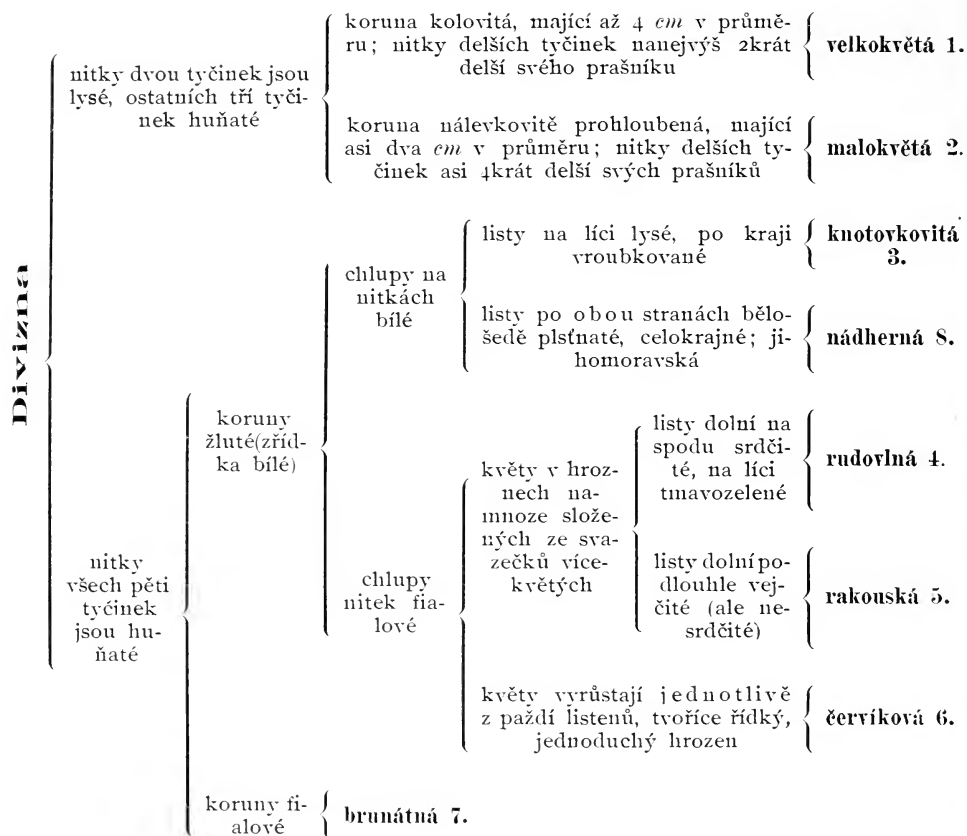 Divizna
nitky dvou tyčinek jsou
lysé, ostatních tří tyči-
nek huňaté
koruna kolovitá, mající až 4 cm v průmě-
ru; nitky delších tyčinek nanejvýš 2krát
delší svého prašníku
velkokvětá 1.
koruna nálevkovitě prohloubená, mající
asi dva cm v průměru; nitky delších ty-
činek asi 4krát delší svých prašníků
malokvětá 2.
nitky
všech pěti
tyčinek
jsou hu-
ňaté
koruny
žluté(zříd-
ka bílé)
chlupy na
nitkách
bílé
listy na líci lysé, po kraji
vroubkované
knotovkovitá
3.
listy po obou stranách bělo-
šedě plsťnaté, celokrajné; ji-
homoravská
nádherná 8.
chlupy
nitek fia-
lové
květy v hroz-
nech na-
mnoze slože-
ných ze sva-
zečků více-
květých
listy dolní na
spodu srdči-
té, na líci
tmavozelené
rudovlná 4.
listy dolní po-
dlouhle vej-
čité (ale ne-
srdčité)
rakouská 5.
květy vyrůstají jednotlivě
z paždí listenů, tvoříce řídký,
jednoduchý hrozen
červíková 6.
koruny fi-
alové
brunátná 7.